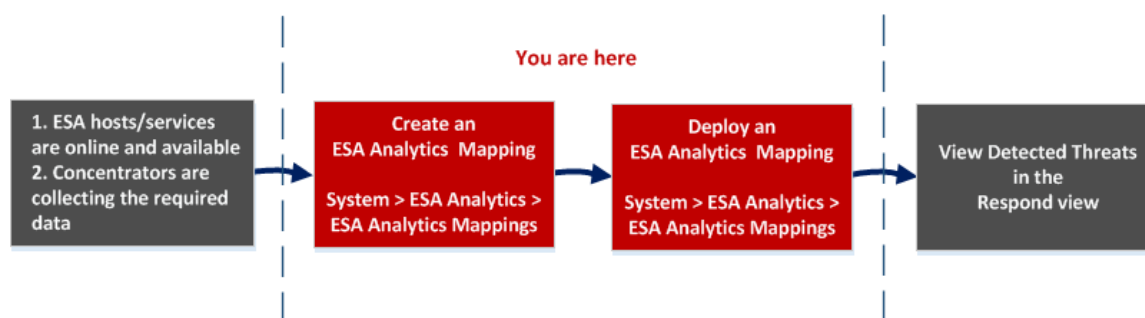 You are here
1. ESA hosts/services
are online and available
2. Concentrators are
collecting the required
data
Create an
ESA Analytics Mapping
System > ESA Analytics >
ESA Analytics Mappings
Deploy an
ESA Analytics Mapping
System > ESA Analytics >
ESA Analytics Mappings
View Detected Threats
in the
Respond view